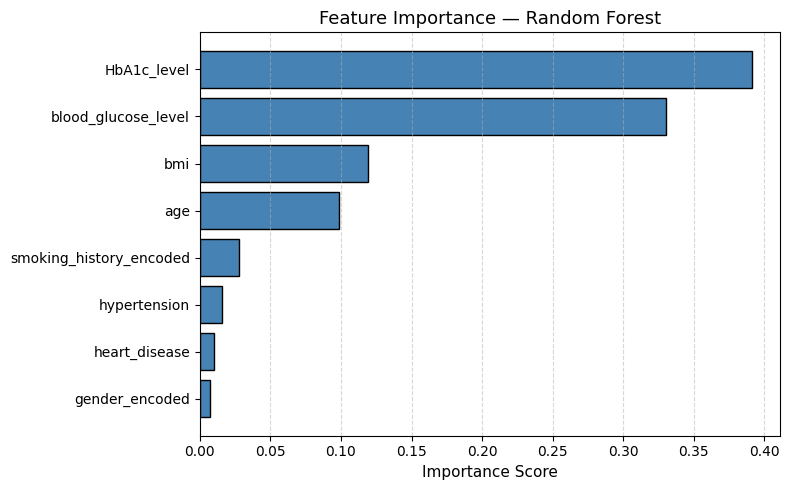 Feature Importance — Random Forest
HbA1c_level
blood_glucose_level
bmi
age
smoking_history_encoded
hypertension
heart_disease
gender_encoded
0.00 0.05 0.10 0.15 0.20 0.25 0.30 0.35 0.40
Importance Score